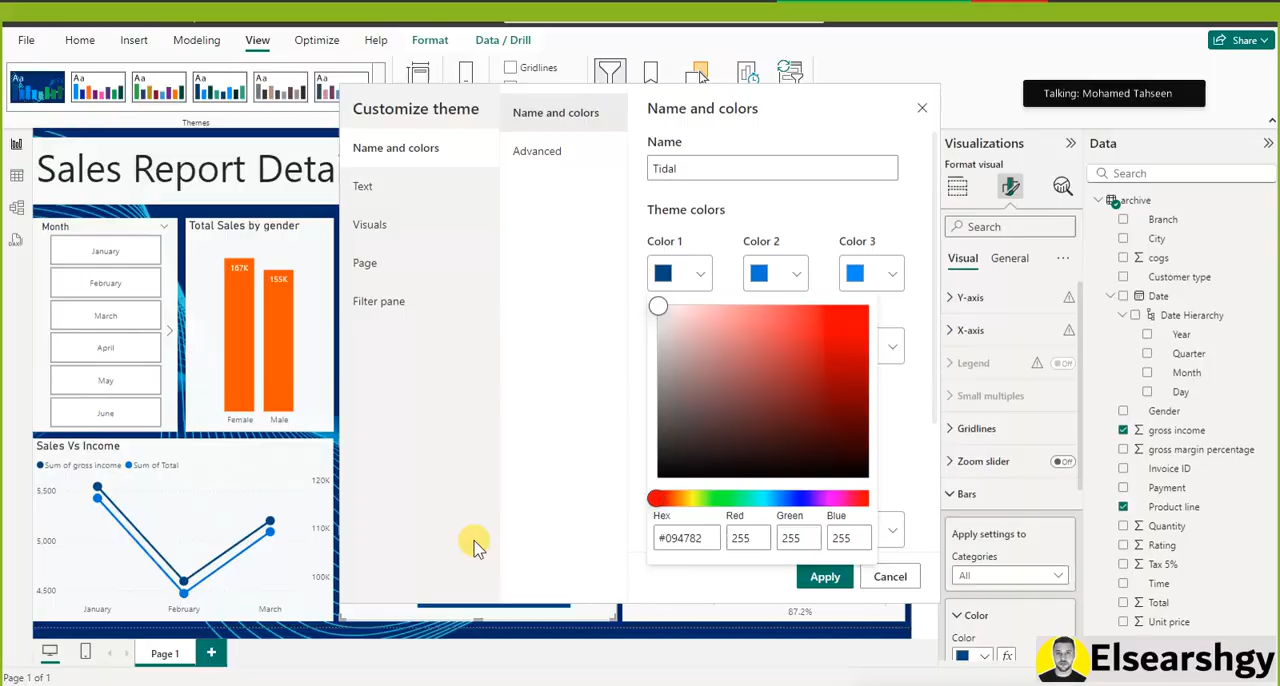 File Home Insert Modeling View Optimize Help Format Data / Drill Share
Aa Aa Aa Aa Aa Aa
Gridlines
Themes
Talking: Mohamed Tahseen
Sales Report Deta
Month
January
February
March
April
May
June
Total Sales by gender
167K
155K
Female Male
Sales Vs Income
Sum of gross income Sum of Total
5,500
5,000
4,500
120K
110K
100K
January February March
Customize theme
Name and colors
Text
Visuals
Page
Filter pane
Name and colors
Advanced
Name and colors
Name
Tidal
Theme colors
Color 1 Color 2 Color 3
Hex Red Green Blue
#094782 255 255 255
Apply Cancel
87.2%
Visualizations
Format visual
Search
Visual General ...
Y-axis
X-axis
Legend Off
Small multiples
Gridlines
Zoom slider Off
Bars
Apply settings to
Categories
All
Color
Color
fx
Data
Search
archive
Branch
City
Σ cogs
Customer type
Date
Date Hierarchy
Year
Quarter
Month
Day
Gender
Σ gross income
Σ gross margin percentage
Invoice ID
Payment
Product line
Σ Quantity
Σ Rating
Σ Tax 5%
Time
Σ Total
Σ Unit price
Page 1 +
Page 1 of 1
Elsearshgy